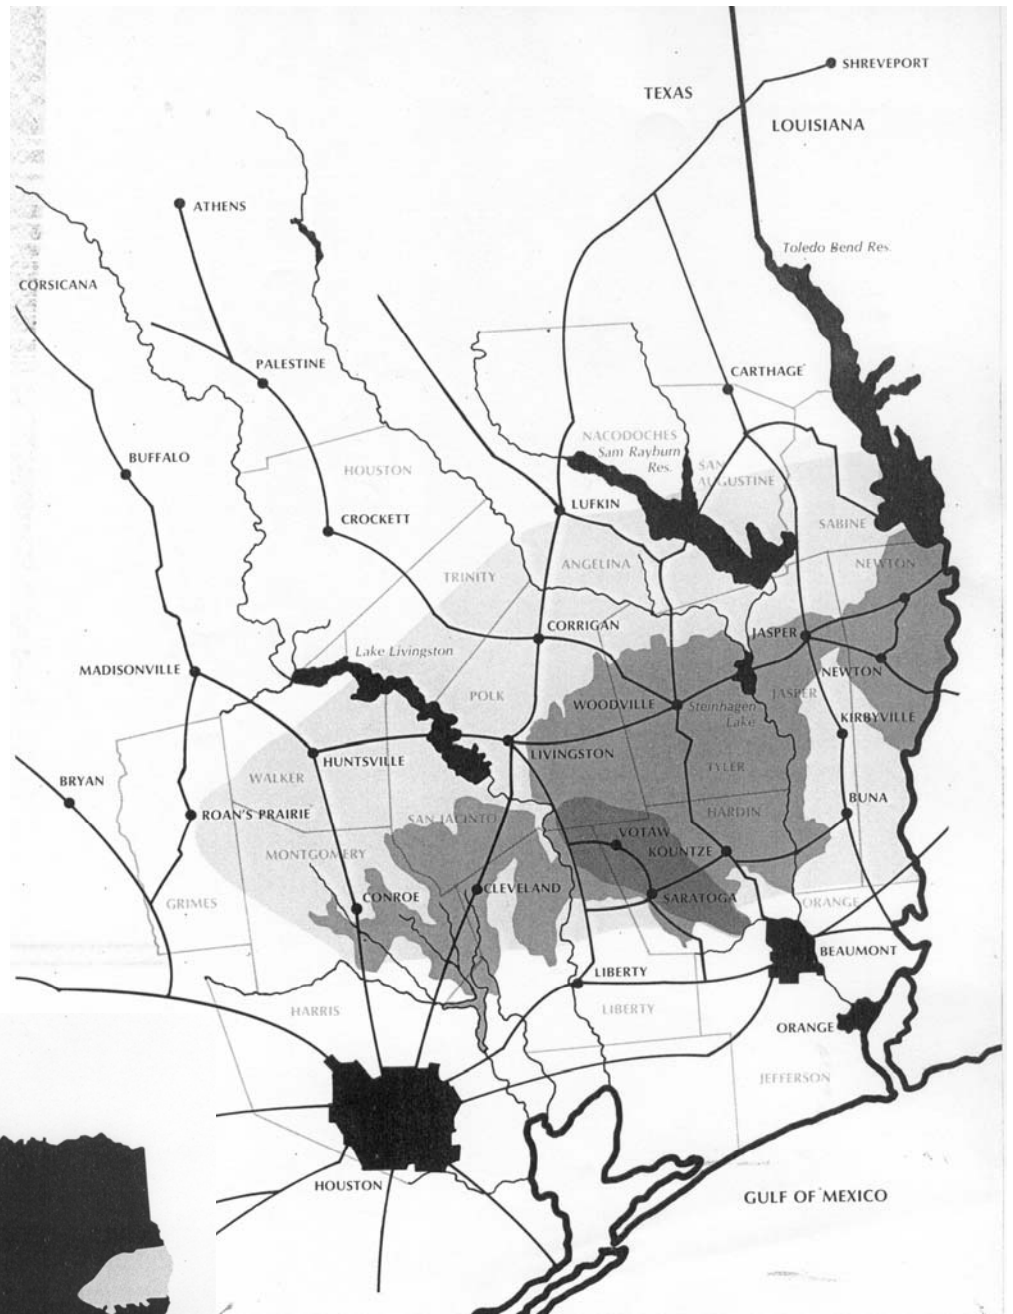 SHREVEPORT
TEXAS
LOUISIANA
ATHENS
Toledo Bend Res.
CORSICANA
PALESTINE
CARTHAGE
NACODOCHES
Sam Rayburn
Res.
SAN
AUGUSTINE
BUFFALO
HOUSTON
LUFKIN
CROCKETT
SABINE
ANGELINA
NEWTON
TRINITY
CORRIGAN
JASPER
Lake Livingston
MADISONVILLE
NEWTON
POLK
JASPER
WOODVILLE
Steinhagen
Lake
KIRBYVILLE
LIVINGSTON
HUNTSVILLE
TYLER
WALKER
BRYAN
BUNA
ROAN'S PRAIRIE
SAN JACINTO
HARDIN
VOTAW
KOUNTZE
MONTGOMERY
CLEVELAND
CONROE
SARATOGA
GRIMES
ORANGE
BEAUMONT
LIBERTY
HARRIS
LIBERTY
ORANGE
JEFFERSON
HOUSTON
GULF OF MEXICO